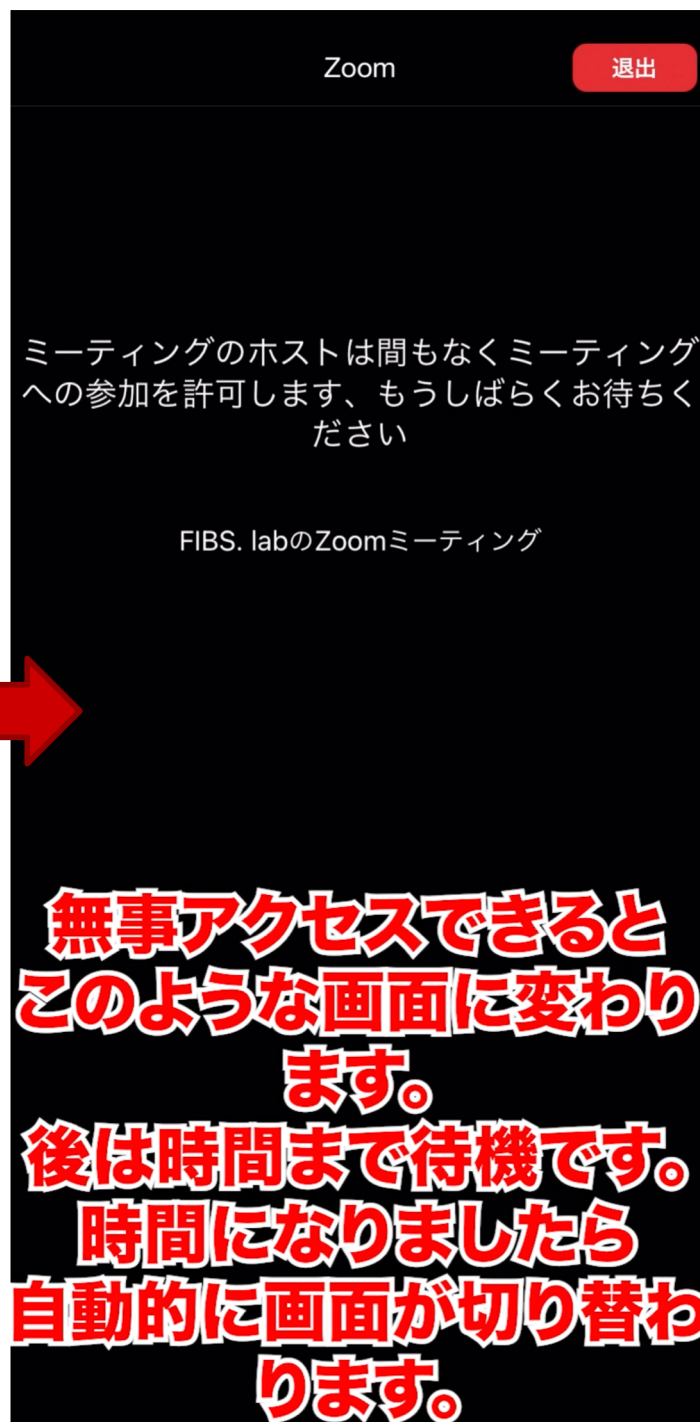 Zoom
退出
ミーティングのホストは間もなくミーティング
への参加を許可します、もうしばらくお待ちく
ださい
FIBS. labのZoomミーティング
無事アクセスできると
このような画面に変わり
ます。
後は時間まで待機です。
時間になりましたら
自動的に画面が切り替わ
ります。